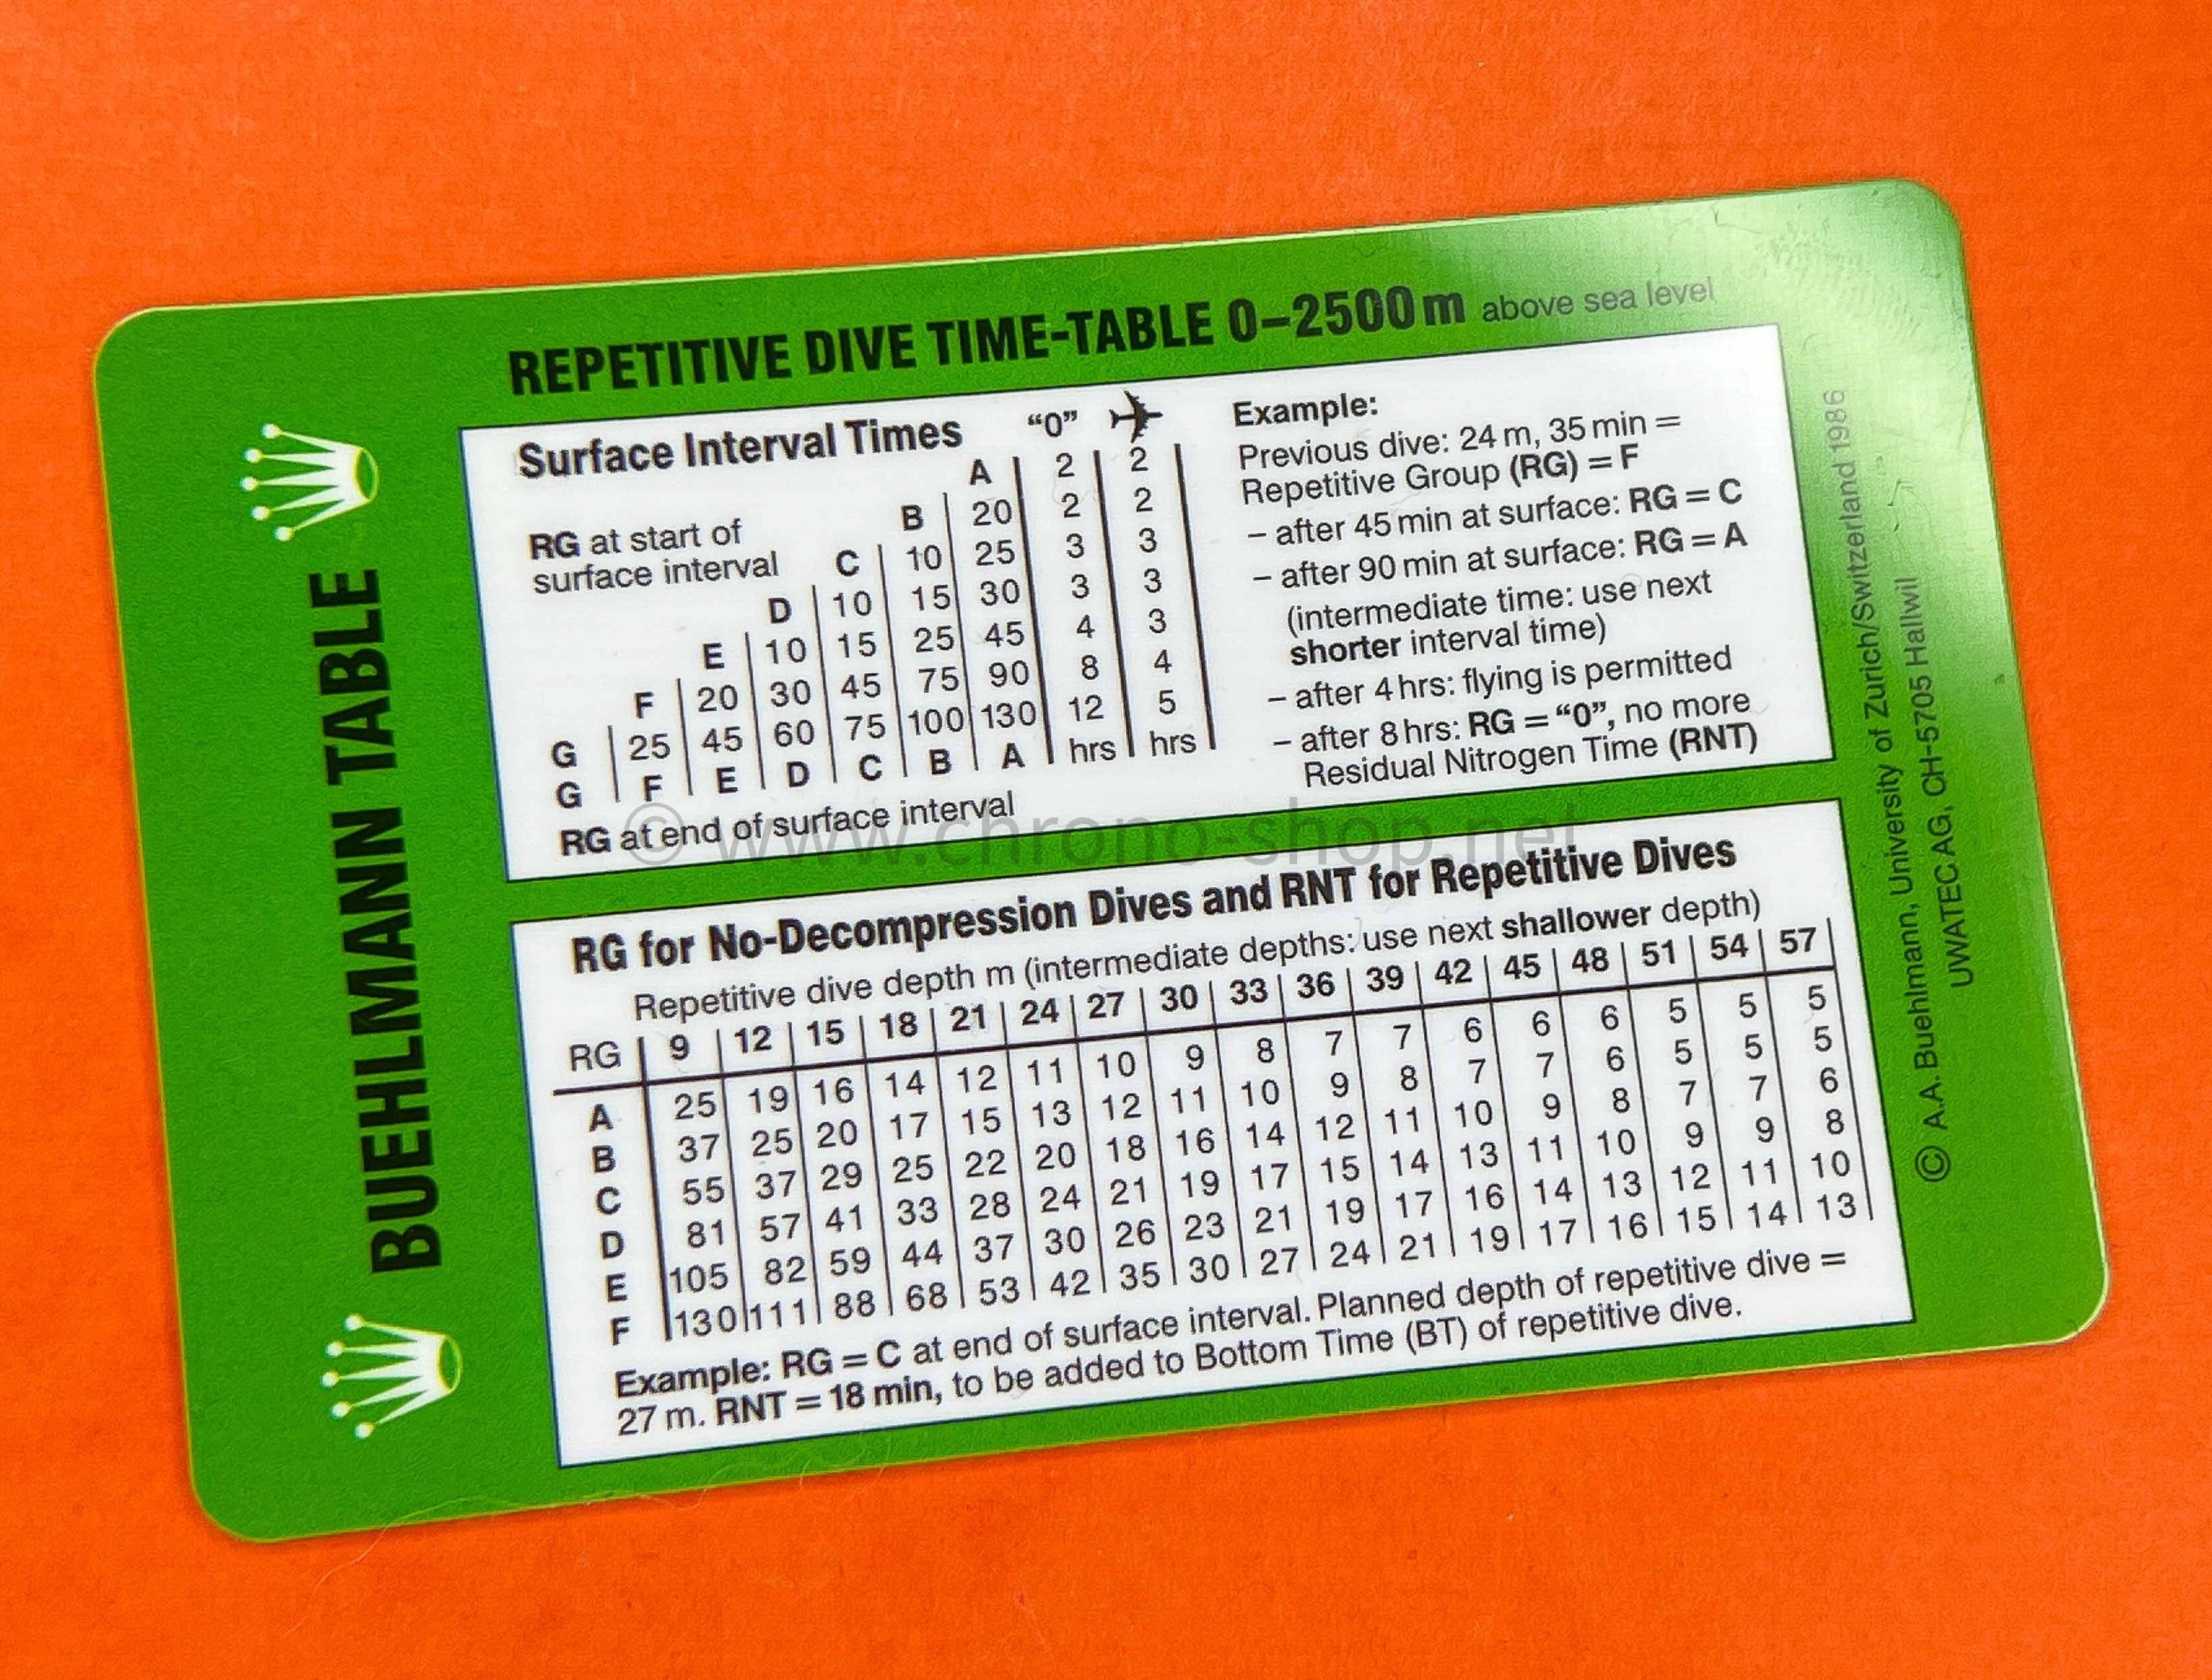 BUEHLMANN TABLE
REPETITIVE DIVE TIME-TABLE 0–2500 m above sea level
Surface Interval Times “0”
A 2 2
RG at start of B 20 2 2
surface interval C 10 25 3 3
D 10 15 30 3 3
E 10 15 25 45 4 3
F 20 30 45 75 90 8 4
G 25 45 60 75 100 130 12 5
G F E D C B A hrs hrs
RG at end of surface interval
Example:
Previous dive: 24 m, 35 min =
Repetitive Group (RG) = F
– after 45 min at surface: RG = C
– after 90 min at surface: RG = A
(intermediate time: use next
shorter interval time)
– after 4 hrs: flying is permitted
– after 8 hrs: RG = “0”, no more
Residual Nitrogen Time (RNT)
© www.chrono-shop.net
RG for No-Decompression Dives and RNT for Repetitive Dives
Repetitive dive depth m (intermediate depths: use next shallower depth)
RG 9 12 15 18 21 24 27 30 33 36 39 42 45 48 51 54 57
A 25 19 16 14 12 11 10 9 8 7 7 6 6 6 5 5 5
B 37 25 20 17 15 13 12 11 10 9 8 7 7 6 5 5 5
C 55 37 29 25 22 20 18 16 14 12 11 10 9 8 7 7 6
D 81 57 41 33 28 24 21 19 17 15 14 13 11 10 9 9 8
E 105 82 59 44 37 30 26 23 21 19 17 16 14 13 12 11 10
F 130 111 88 68 53 42 35 30 27 24 21 19 17 16 15 14 13
Example: RG = C at end of surface interval. Planned depth of repetitive dive =
27 m. RNT = 18 min, to be added to Bottom Time (BT) of repetitive dive.
© A.A. Buehlmann, University of Zurich/Switzerland 1986
UWATEC AG, CH-5705 Hallwil